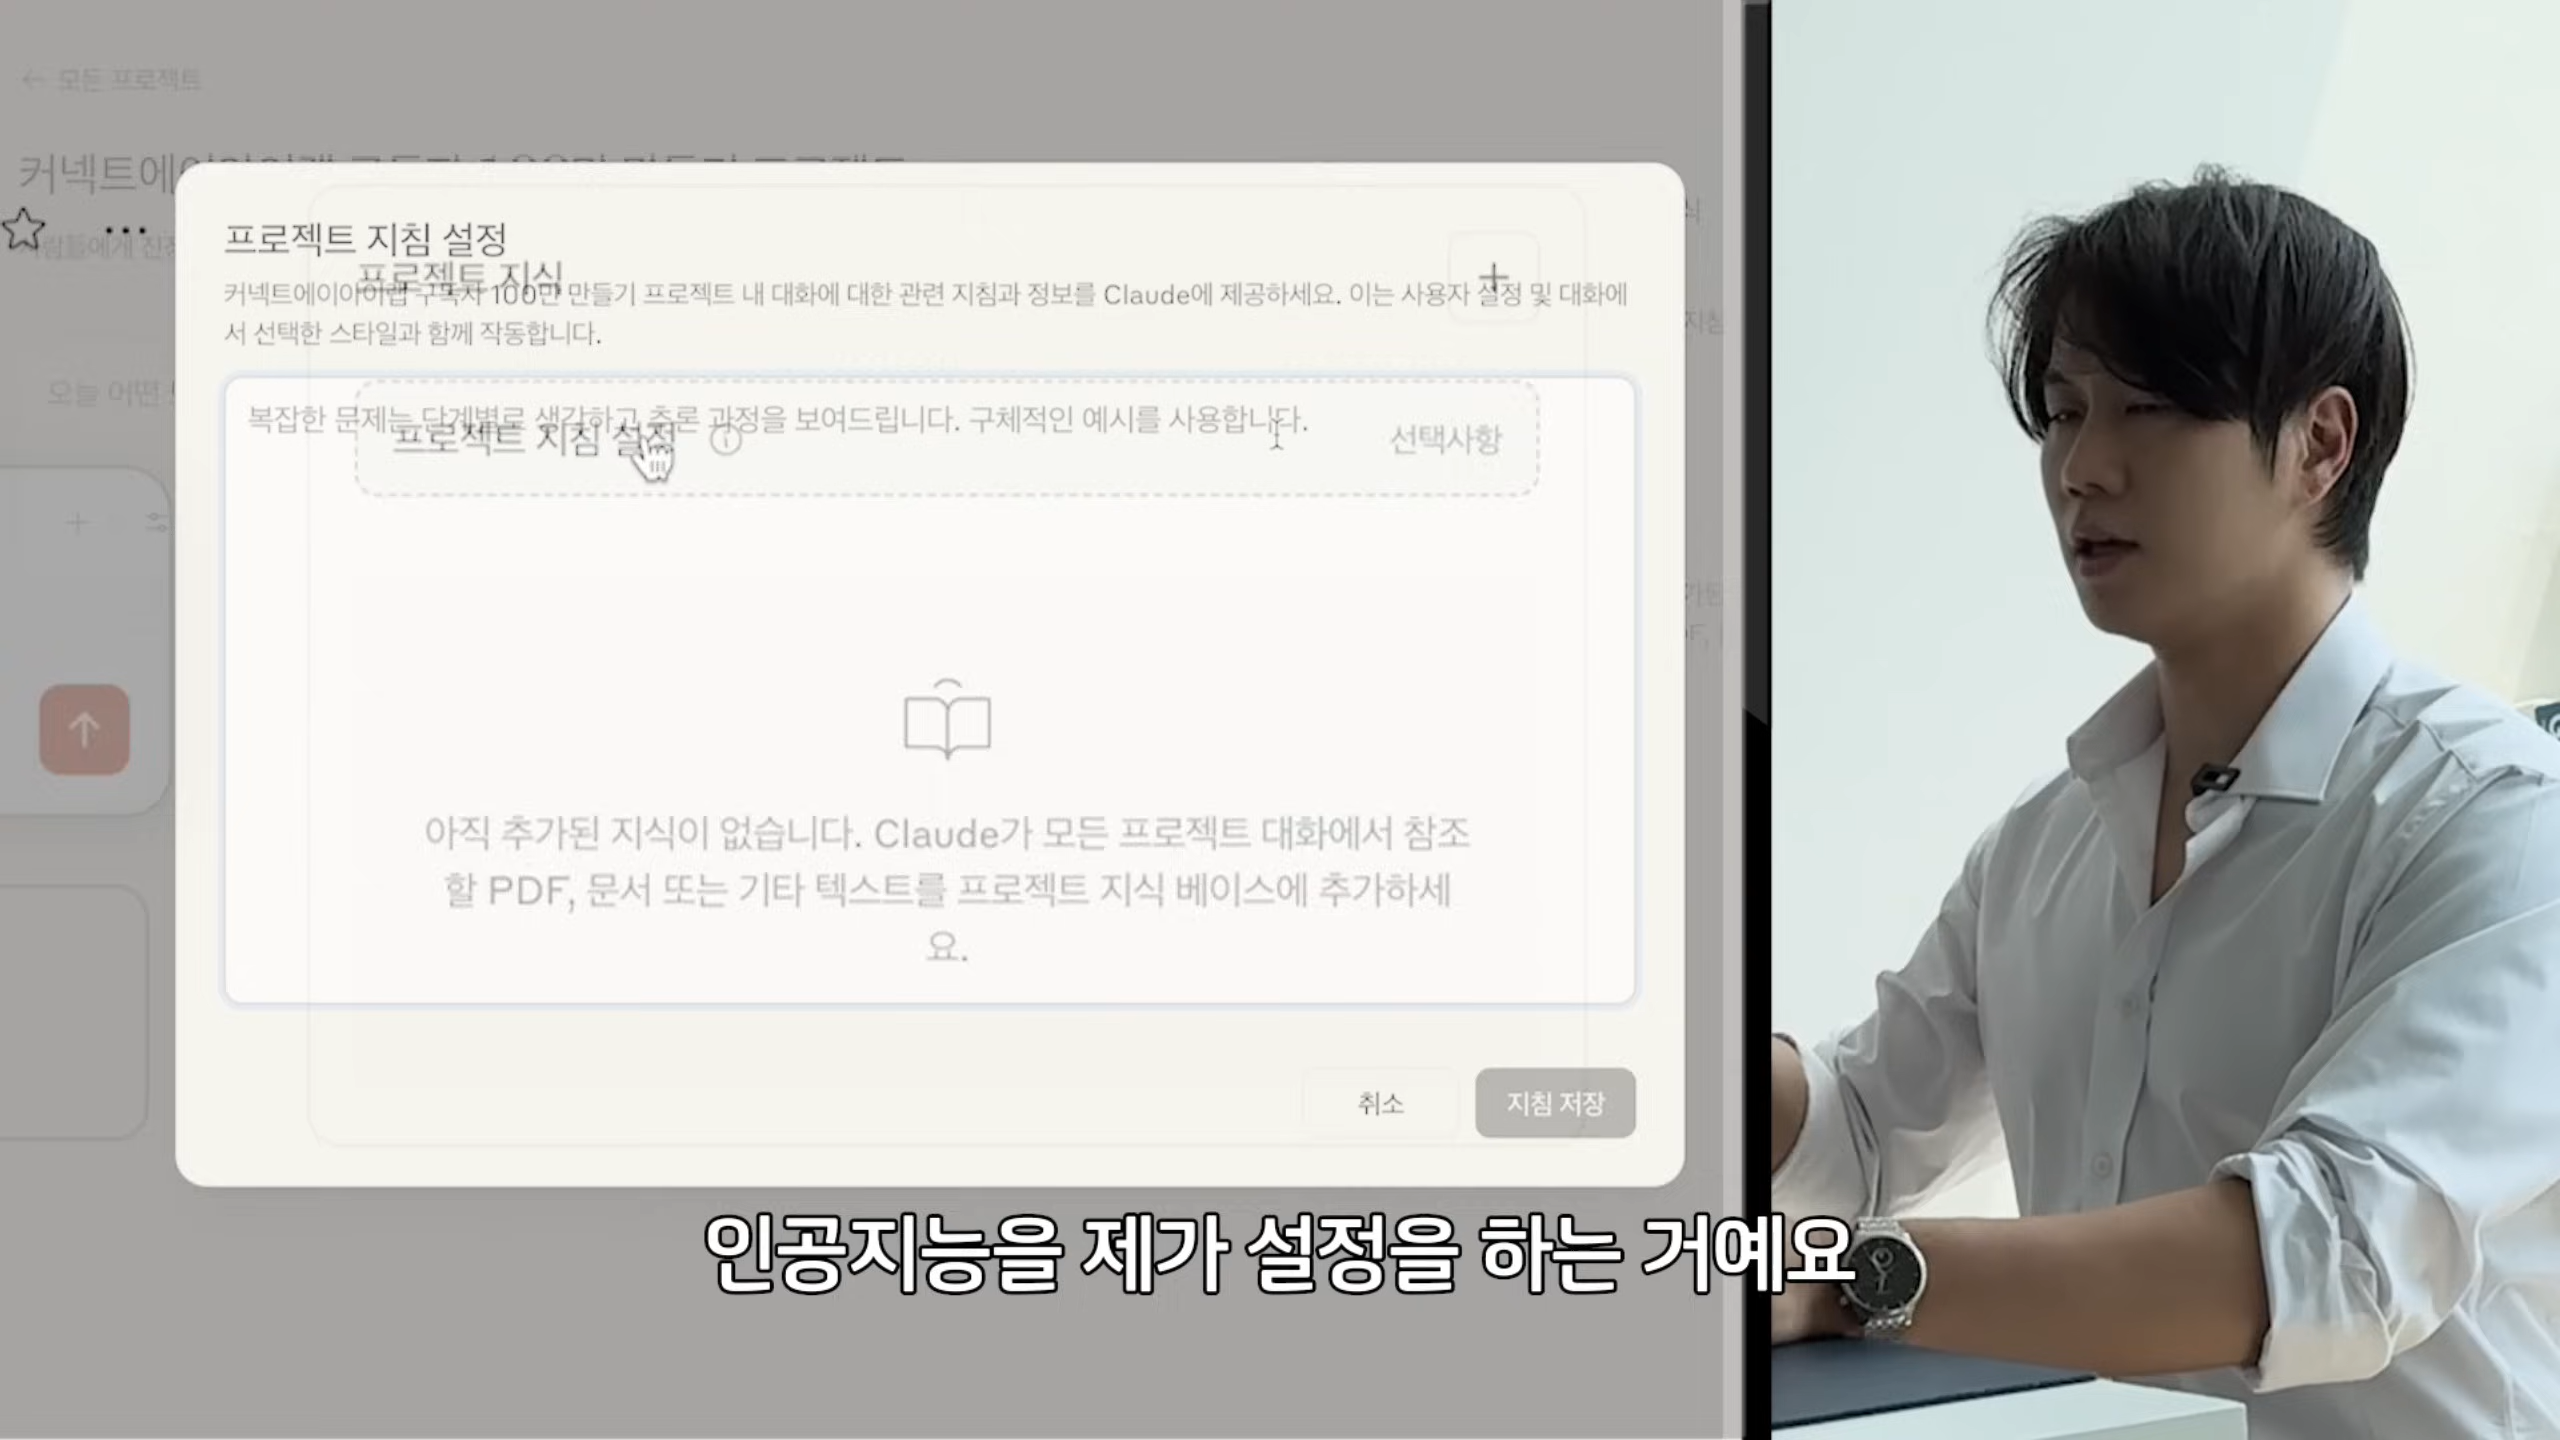 ← 모든 프로젝트
커넥트에
프로젝트 지침 설정
프로젝트 지식
커넥트에이아이랩 구독자 100만 만들기 프로젝트 내 대화에 대한 관련 지침과 정보를 Claude에 제공하세요. 이는 사용자 설정 및 대화에
서 선택한 스타일과 함께 작동합니다.
오늘 어떤
복잡한 문제는 단계별로 생각하고 추론 과정을 보여드립니다. 구체적인 예시를 사용합니다.
프로젝트 지침 설정
선택사항
아직 추가된 지식이 없습니다. Claude가 모든 프로젝트 대화에서 참조
할 PDF, 문서 또는 기타 텍스트를 프로젝트 지식 베이스에 추가하세
요.
취소
지침 저장
인공지능을 제가 설정을 하는 거예요